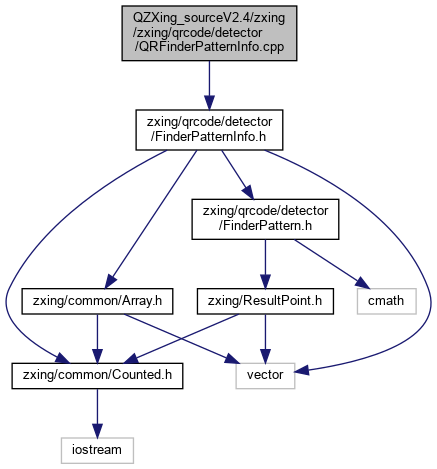 QZXing_sourceV2.4/zxing
/zxing/qrcode/detector
/QRFinderPatternInfo.cpp
zxing/qrcode/detector
/FinderPatternInfo.h
zxing/qrcode/detector
/FinderPattern.h
zxing/common/Array.h
zxing/ResultPoint.h
cmath
zxing/common/Counted.h
vector
iostream